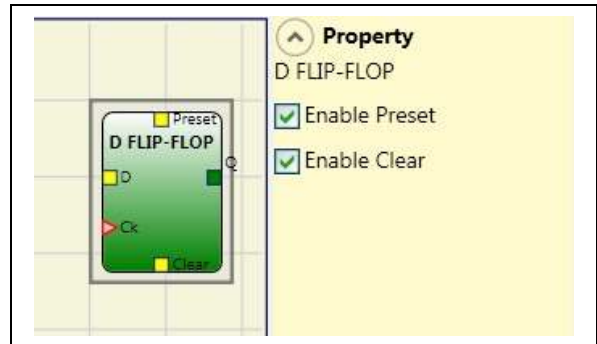 Property
D FLIP-FLOP
Enable Preset
Enable Clear
Preset
D FLIP-FLOP
Q
D
Ck
Clear